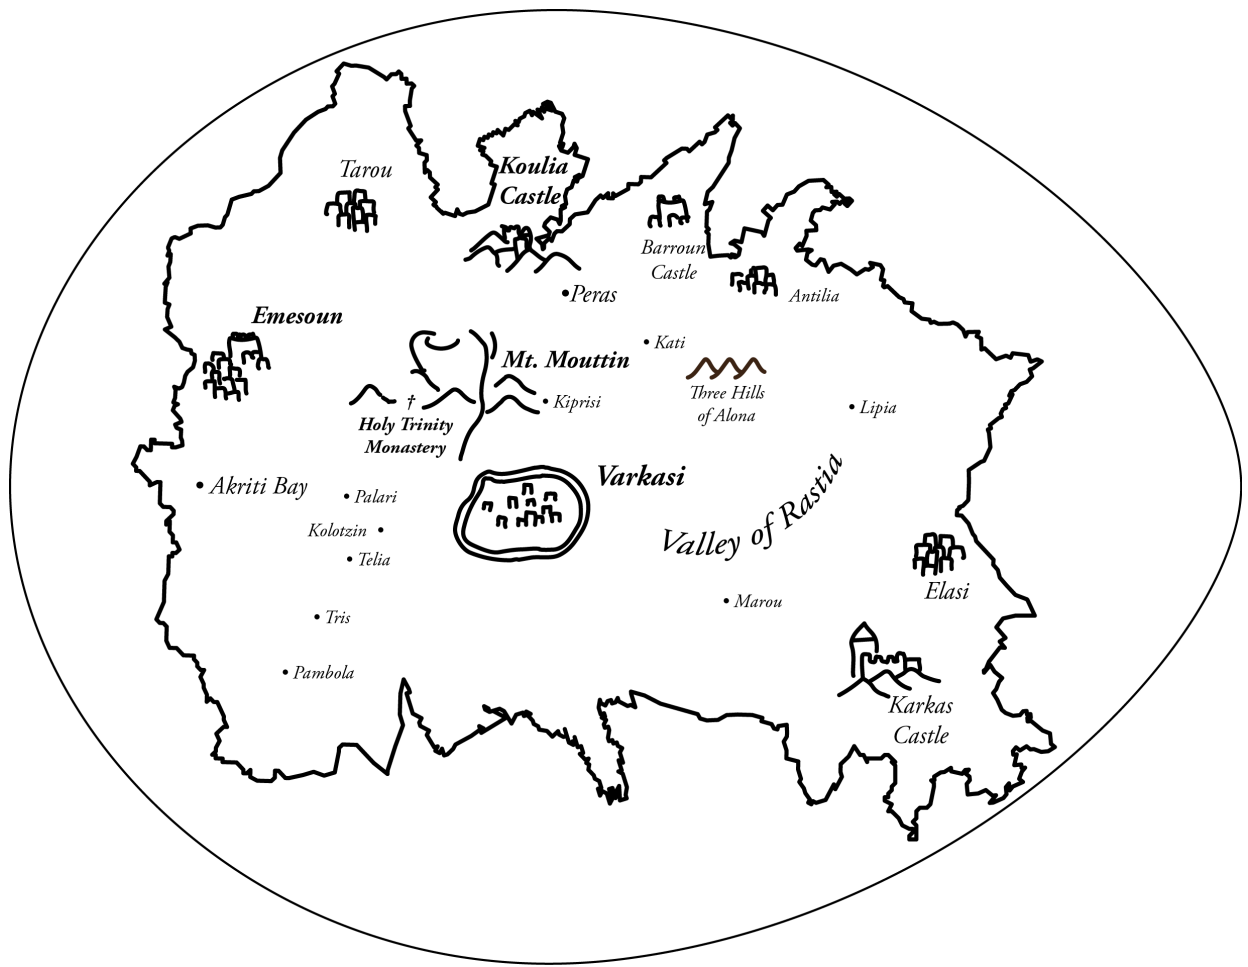 Tarou
Koulia
Castle
Barroun
Castle
Antilia
•Peras
Emesoun
• Kati
Mt. Mouttin
Three Hills
of Alona
• Kiprisi
†
Holy Trinity
Monastery
• Lipia
Varkasi
• Akriti Bay
• Palari
Kolotzin •
• Telia
Valley of Rastia
Elasi
• Marou
• Tris
• Pambola
Karkas
Castle